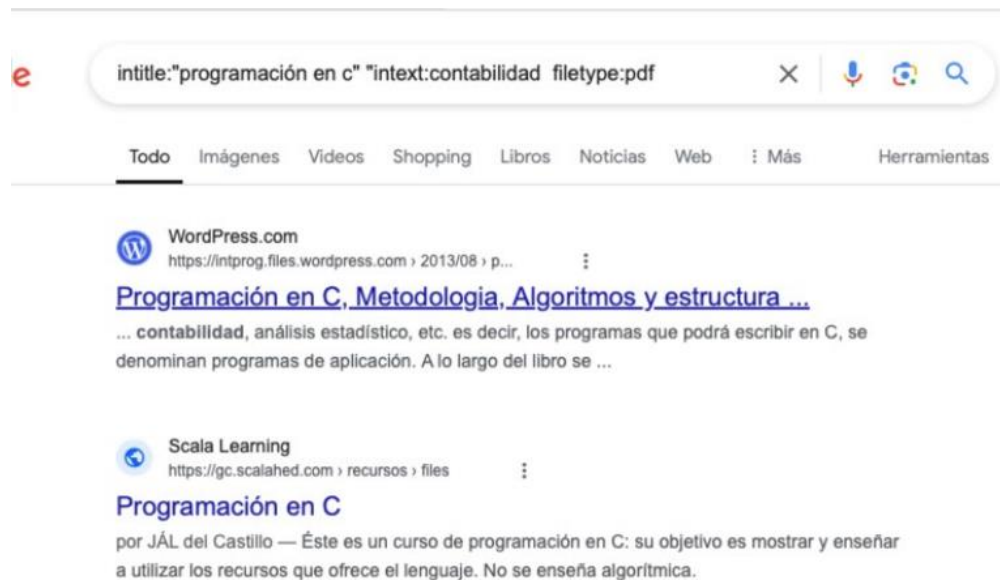 e
intitle:"programación en c" "intext:contabilidad filetype:pdf
Todo Imágenes Videos Shopping Libros Noticias Web Más Herramientas
WordPress.com
https://intprog.files.wordpress.com › 2013/08 › p...
Programación en C, Metodologia, Algoritmos y estructura ...
... contabilidad, análisis estadístico, etc. es decir, los programas que podrá escribir en C, se
denominan programas de aplicación. A lo largo del libro se ...
Scala Learning
https://gc.scalahed.com › recursos › files
Programación en C
por JÁL del Castillo — Éste es un curso de programación en C: su objetivo es mostrar y enseñar
a utilizar los recursos que ofrece el lenguaje. No se enseña algorítmica.